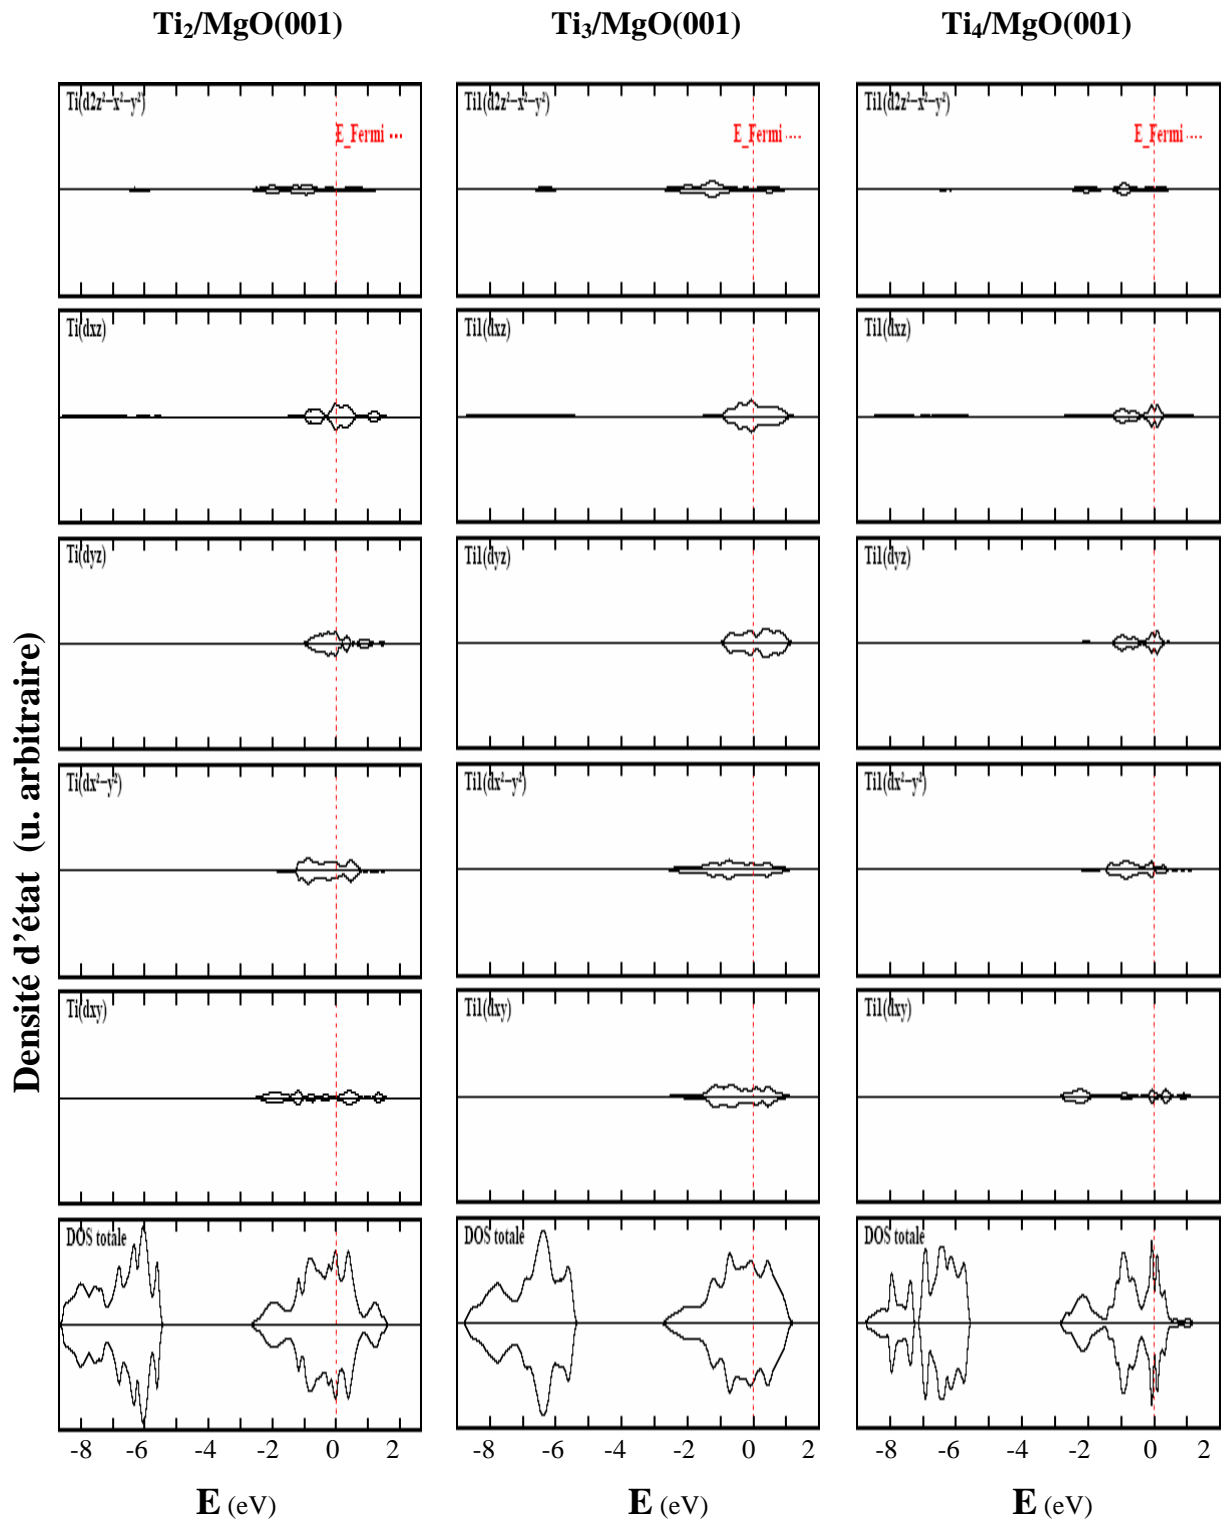 Ti₂/MgO(001) Ti₃/MgO(001) Ti₄/MgO(001)
Ti(d2z²−x²−y²) Ti1(d2z²−x²−y²) Ti1(d2z²−x²−y²)
E_Fermi E_Fermi E_Fermi
Ti(dxz) Ti1(dxz) Ti1(dxz)
Ti(dyz) Ti1(dyz) Ti1(dyz)
Densité d’état (u. arbitraire)
Ti(dx²−y²) Ti1(dx²−y²) Ti1(dx²−y²)
Ti(dxy) Ti1(dxy) Ti1(dxy)
DOS totale DOS totale DOS totale
-8 -6 -4 -2 0 2 -8 -6 -4 -2 0 2 -8 -6 -4 -2 0 2
E (eV) E (eV) E (eV)